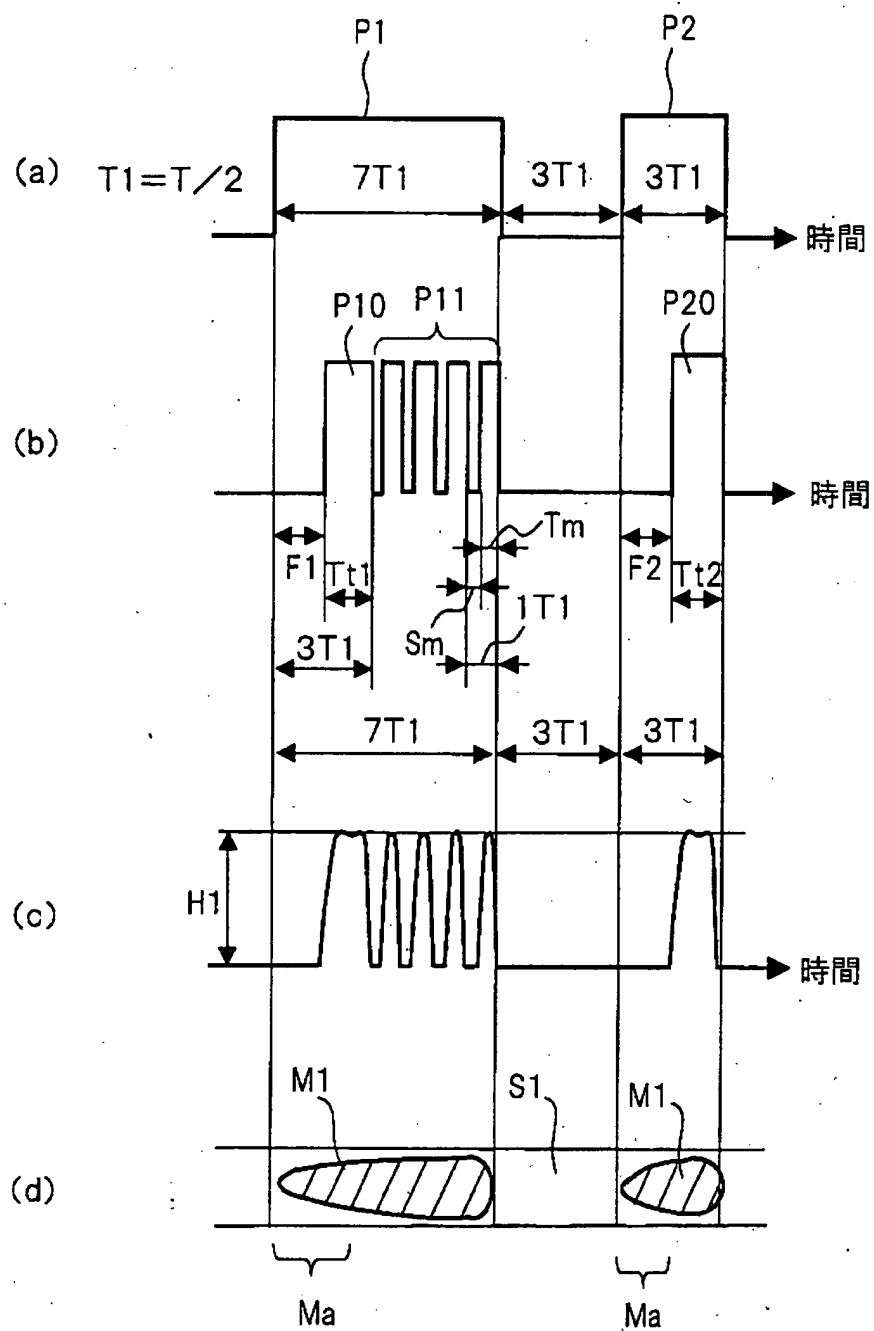 P1 P2
(a) T1=T/2 7T1 3T1 3T1
時間
P10 P11 P20
(b)
時間
F1 Tt1 Tm F2 Tt2
Sm 1T1
3T1
7T1 3T1 3T1
(c) H1
時間
M1 S1 M1
(d)
Ma Ma